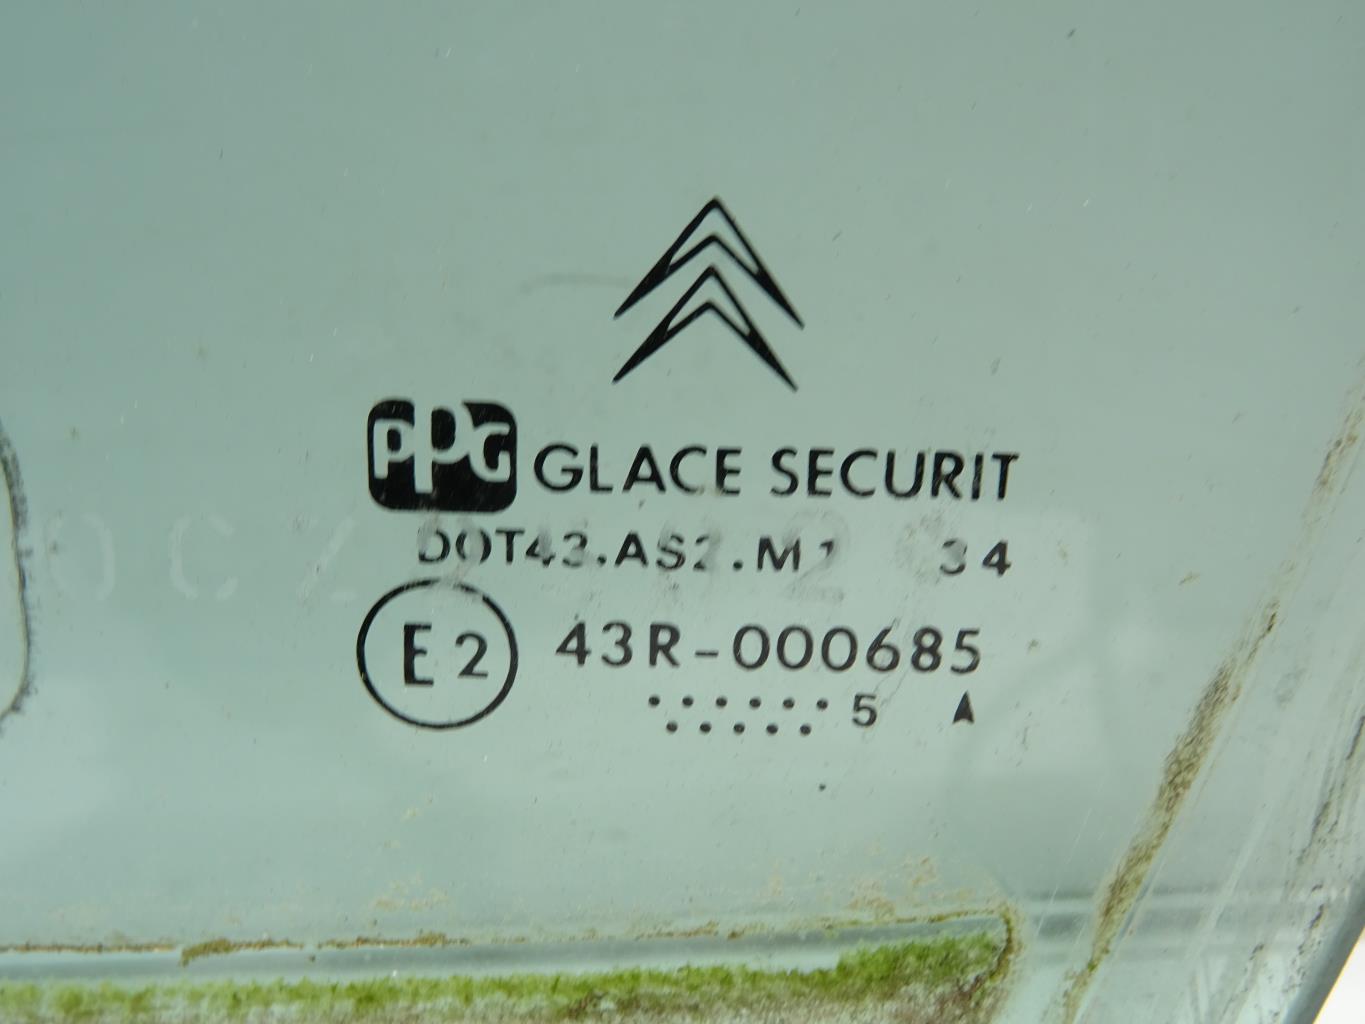 PPG GLACE SECURIT
DOT43.AS2.M1 34
E2 43R-000685
5